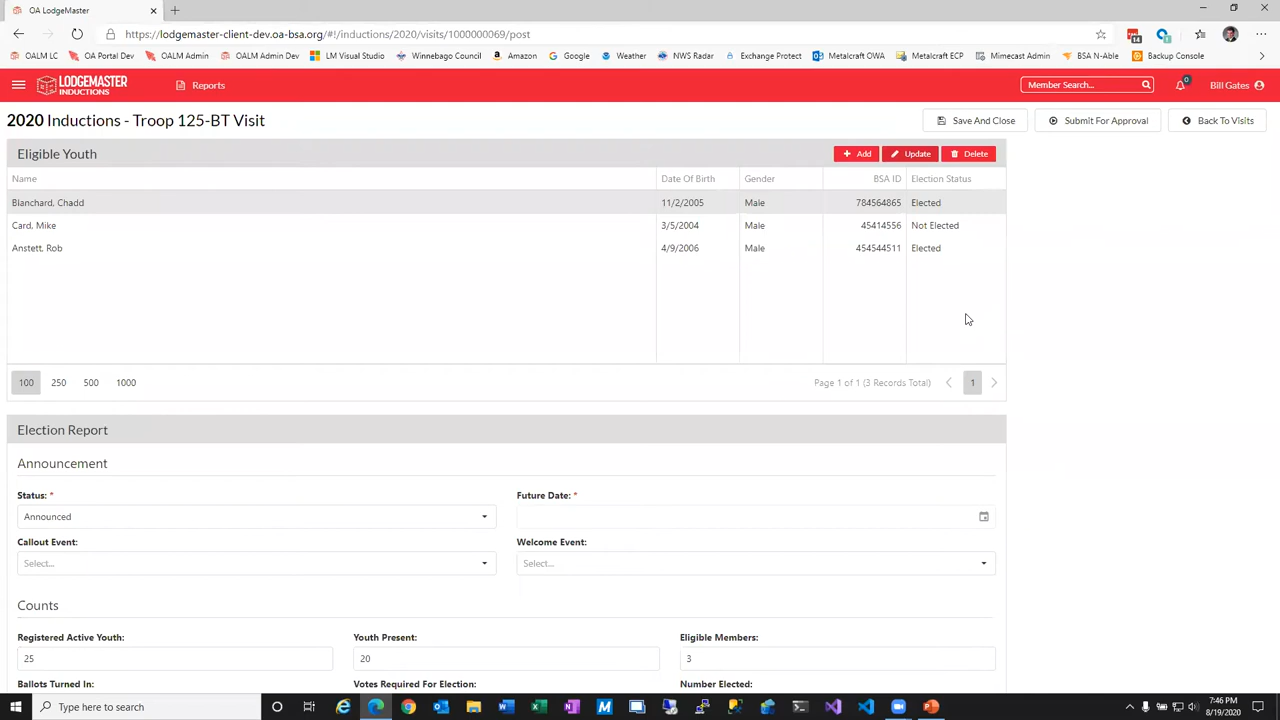 OA LodgeMaster
https://lodgemaster-client-dev.oa-bsa.org/#!/inductions/2020/visits/1000000069/post
14
OALM LC OA Portal Dev OALM Admin OALM Admin Dev LM Visual Studio Winnebago Council Amazon Google Weather NWS Radar Exchange Protect Metalcraft OWA Metalcraft ECP Mimecast Admin BSA N-Able Backup Console
LODGEMASTER
INDUCTIONS
Reports
Member Search...
0
Bill Gates
2020 Inductions - Troop 125-BT Visit
Save And Close Submit For Approval Back To Visits
Eligible Youth
Add Update Delete
Name Date Of Birth Gender BSA ID Election Status
Blanchard, Chadd 11/2/2005 Male 784564865 Elected
Card, Mike 3/5/2004 Male 45414556 Not Elected
Anstett, Rob 4/9/2006 Male 454544511 Elected
100 250 500 1000 Page 1 of 1 (3 Records Total) 1
Election Report
Announcement
Status: * Future Date: *
Announced
Callout Event: Welcome Event:
Select... Select...
Counts
Registered Active Youth: Youth Present: Eligible Members:
25 20 3
Ballots Turned In: Votes Required For Election: Number Elected:
Type here to search
7:46 PM
8/19/2020